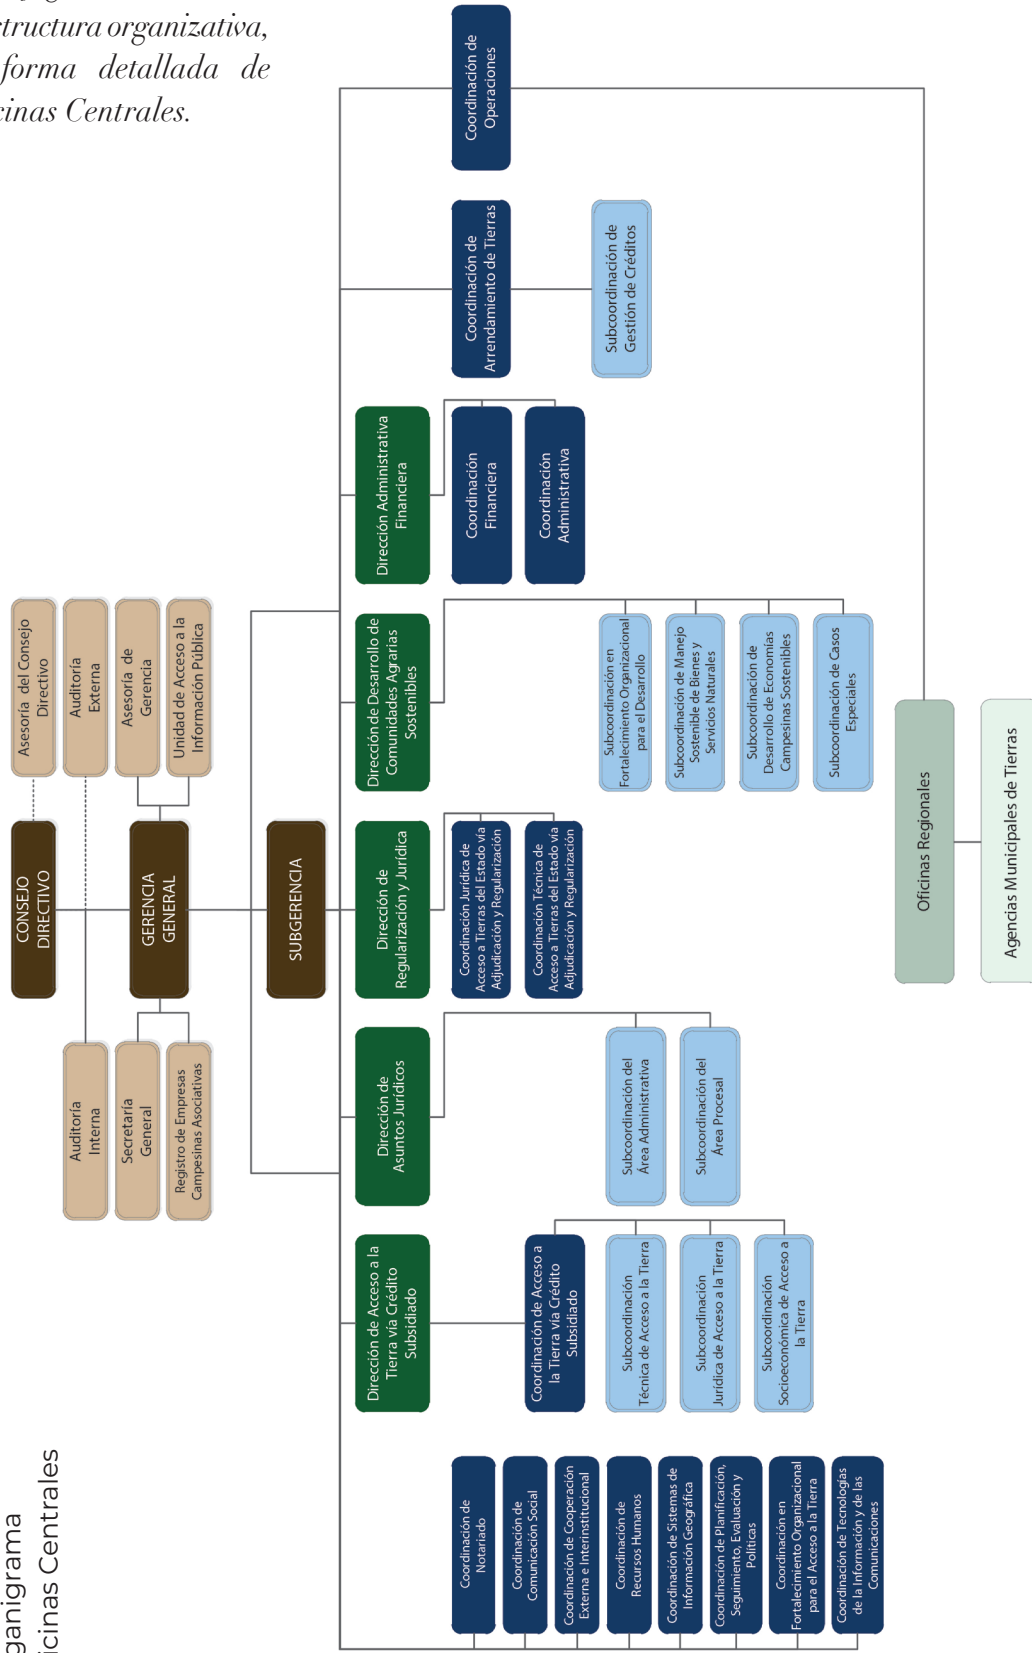 structura organizativa,
forma detallada de
Centrales.
Oficinas Centrales
CONSEJO
DIRECTIVO
Asesoría del Consejo
Directivo
Auditoría
Interna
Auditoría
Externa
GERENCIA
GENERAL
Secretaría
General
Registro de Empresas
Campesinas Asociativas
Asesoría de
Gerencia
Unidad de Acceso a la
Información Pública
SUBGERENCIA
Coordinación de
Notariado
Coordinación de
Comunicación Social
Coordinación de Cooperación
Externa e Interinstitucional
Coordinación de
Recursos Humanos
Coordinación de Sistemas de
Información Geográfica
Coordinación de Planificación,
Seguimiento, Evaluación y
Políticas
Coordinación en
Fortalecimiento Organizacional
para el Acceso a la Tierra
Coordinación de Tecnologías
de la Información y de las
Comunicaciones
Dirección de Acceso a la
Tierra vía Crédito
Subsidiado
Coordinación de Acceso a
la Tierra vía Crédito
Subsidiado
Subcoordinación
Técnica de Acceso a la Tierra
Subcoordinación
Jurídica de Acceso a la Tierra
Subcoordinación
Socioeconómica de Acceso a
la Tierra
Dirección de
Asuntos Jurídicos
Subcoordinación del
Área Administrativa
Subcoordinación del
Área Procesal
Dirección de
Regularización y Jurídica
Coordinación Jurídica de
Acceso a Tierras del Estado vía
Adjudicación y Regularización
Coordinación Técnica de
Acceso a Tierras del Estado vía
Adjudicación y Regularización
Dirección de Desarrollo de
Comunidades Agrarias
Sostenibles
Subcoordinación en
Fortalecimiento Organizacional
para el Desarrollo
Subcoordinación de Manejo
Sostenible de Bienes y
Servicios Naturales
Subcoordinación de
Desarrollo de Economías
Campesinas Sostenibles
Subcoordinación de Casos
Especiales
Dirección Administrativa
Financiera
Coordinación
Financiera
Coordinación
Administrativa
Coordinación de
Arrendamiento de Tierras
Subcoordinación de
Gestión de Créditos
Coordinación de
Operaciones
Oficinas Regionales
Agencias Municipales de Tierras